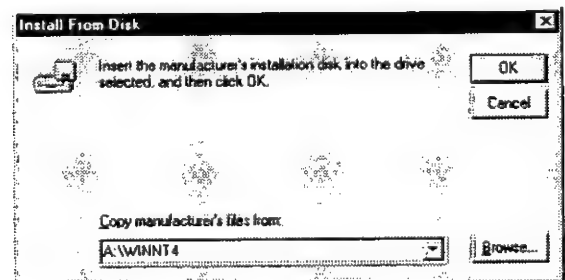 Install From Disk
Insert the manufacturer's installation disk into the drive
selected, and then click OK.
OK
Cancel
Copy manufacturer's files from:
A:\WINNT4
Browse...